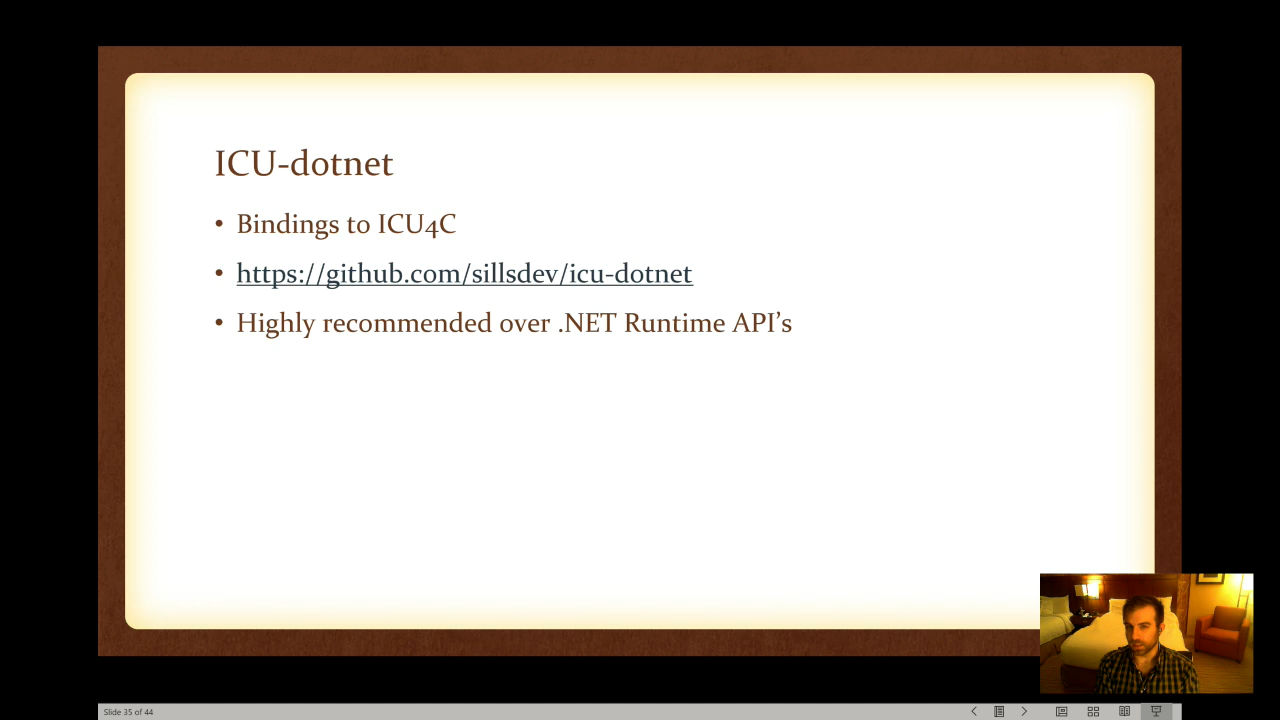 ICU-dotnet
• Bindings to ICU4C
• https://github.com/sillsdev/icu-dotnet
• Highly recommended over .NET Runtime API’s
Slide 35 of 44